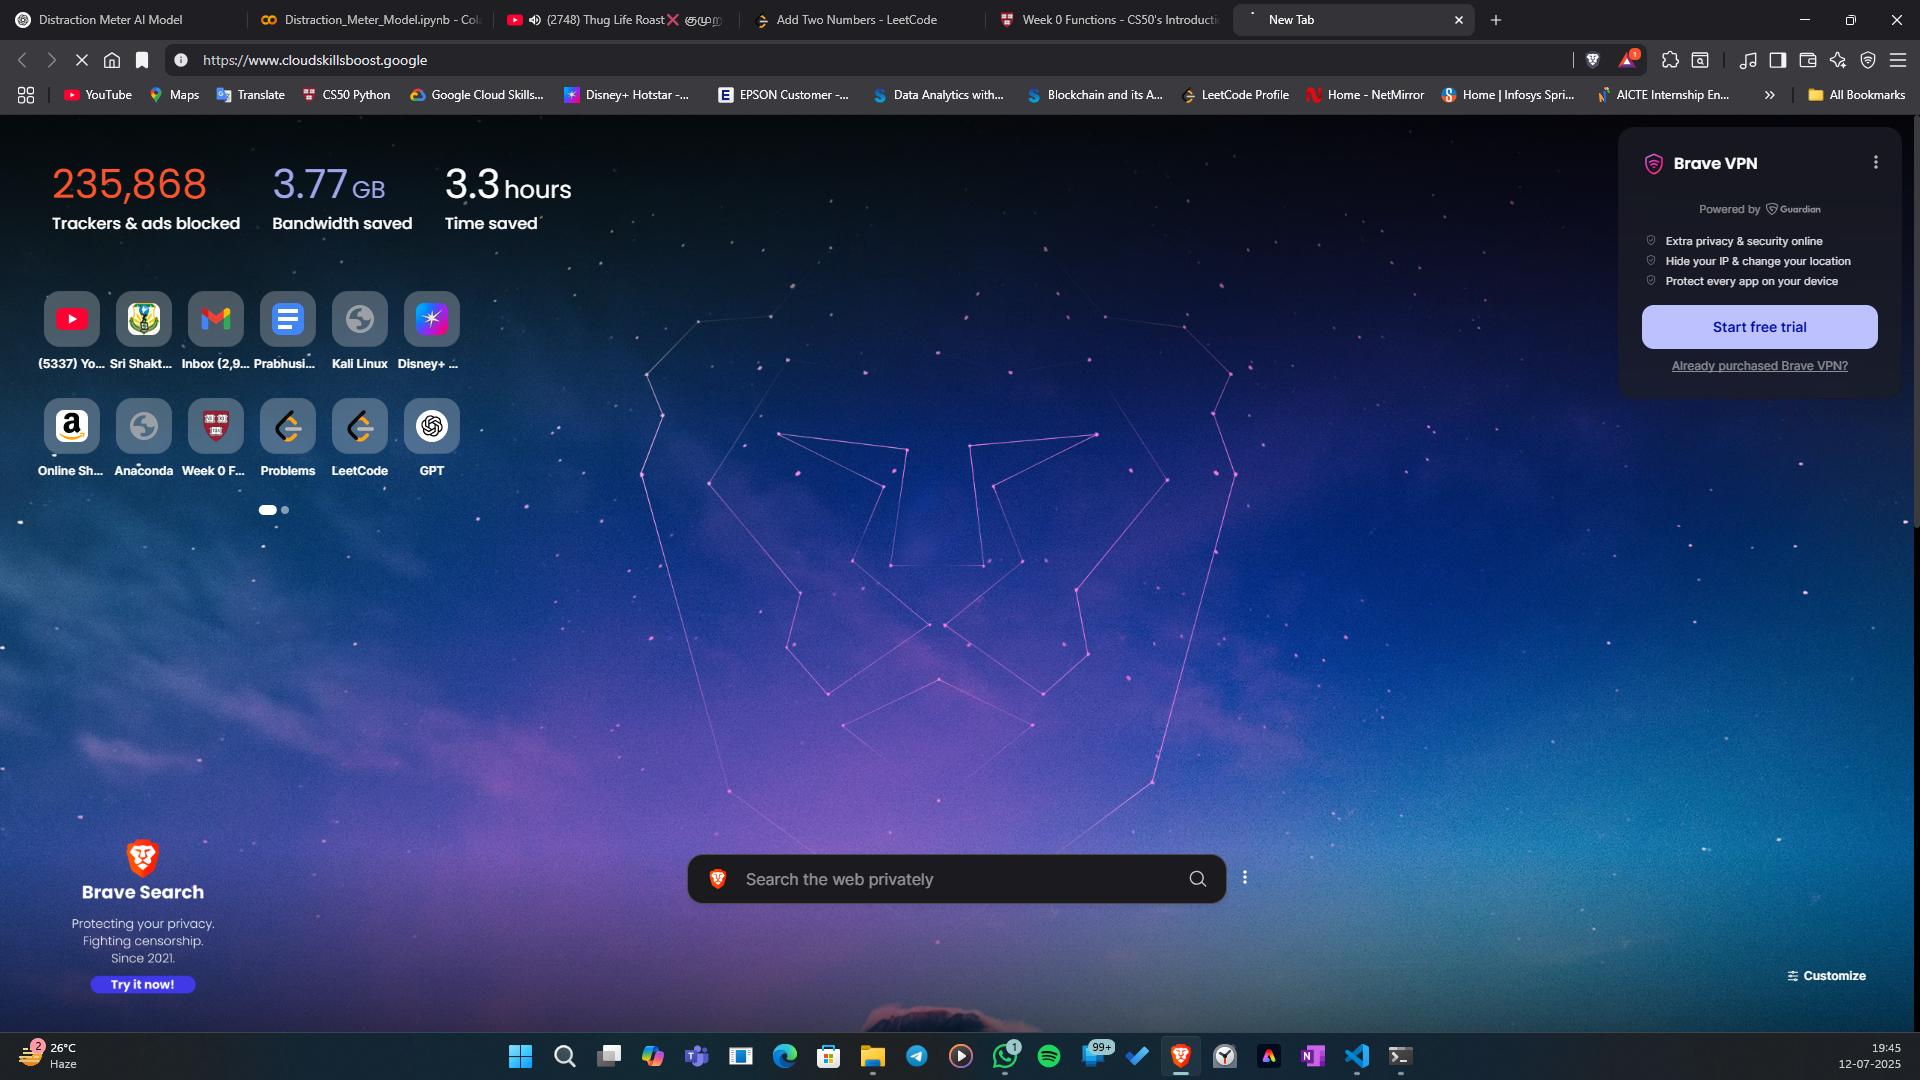 Distraction Meter AI Model
Distraction_Meter_Model.ipynb - Col
(2748) Thug Life Roast❌ குமுற
Add Two Numbers - LeetCode
Week 0 Functions - CS50's Introducti
New Tab
https://www.cloudskillsboost.google
1
YouTube
Maps
Translate
CS50 Python
Google Cloud Skills...
Disney+ Hotstar -...
EPSON Customer -...
Data Analytics with...
Blockchain and its A...
LeetCode Profile
Home - NetMirror
Home | Infosys Spri...
AICTE Internship En...
All Bookmarks
235,868
Trackers & ads blocked
3.77 GB
Bandwidth saved
3.3 hours
Time saved
Brave VPN
Powered by Guardian
Extra privacy & security online
Hide your IP & change your location
Protect every app on your device
Start free trial
Already purchased Brave VPN?
(5337) Yo...
Sri Shakt...
Inbox (2,9...
Prabhusi...
Kali Linux
Disney+ ...
Online Sh...
Anaconda
Week 0 F...
Problems
LeetCode
GPT
Search the web privately
Brave Search
Protecting your privacy.
Fighting censorship.
Since 2021.
Try it now!
Customize
2
26°C
Haze
1
99+
19:45
12-07-2025